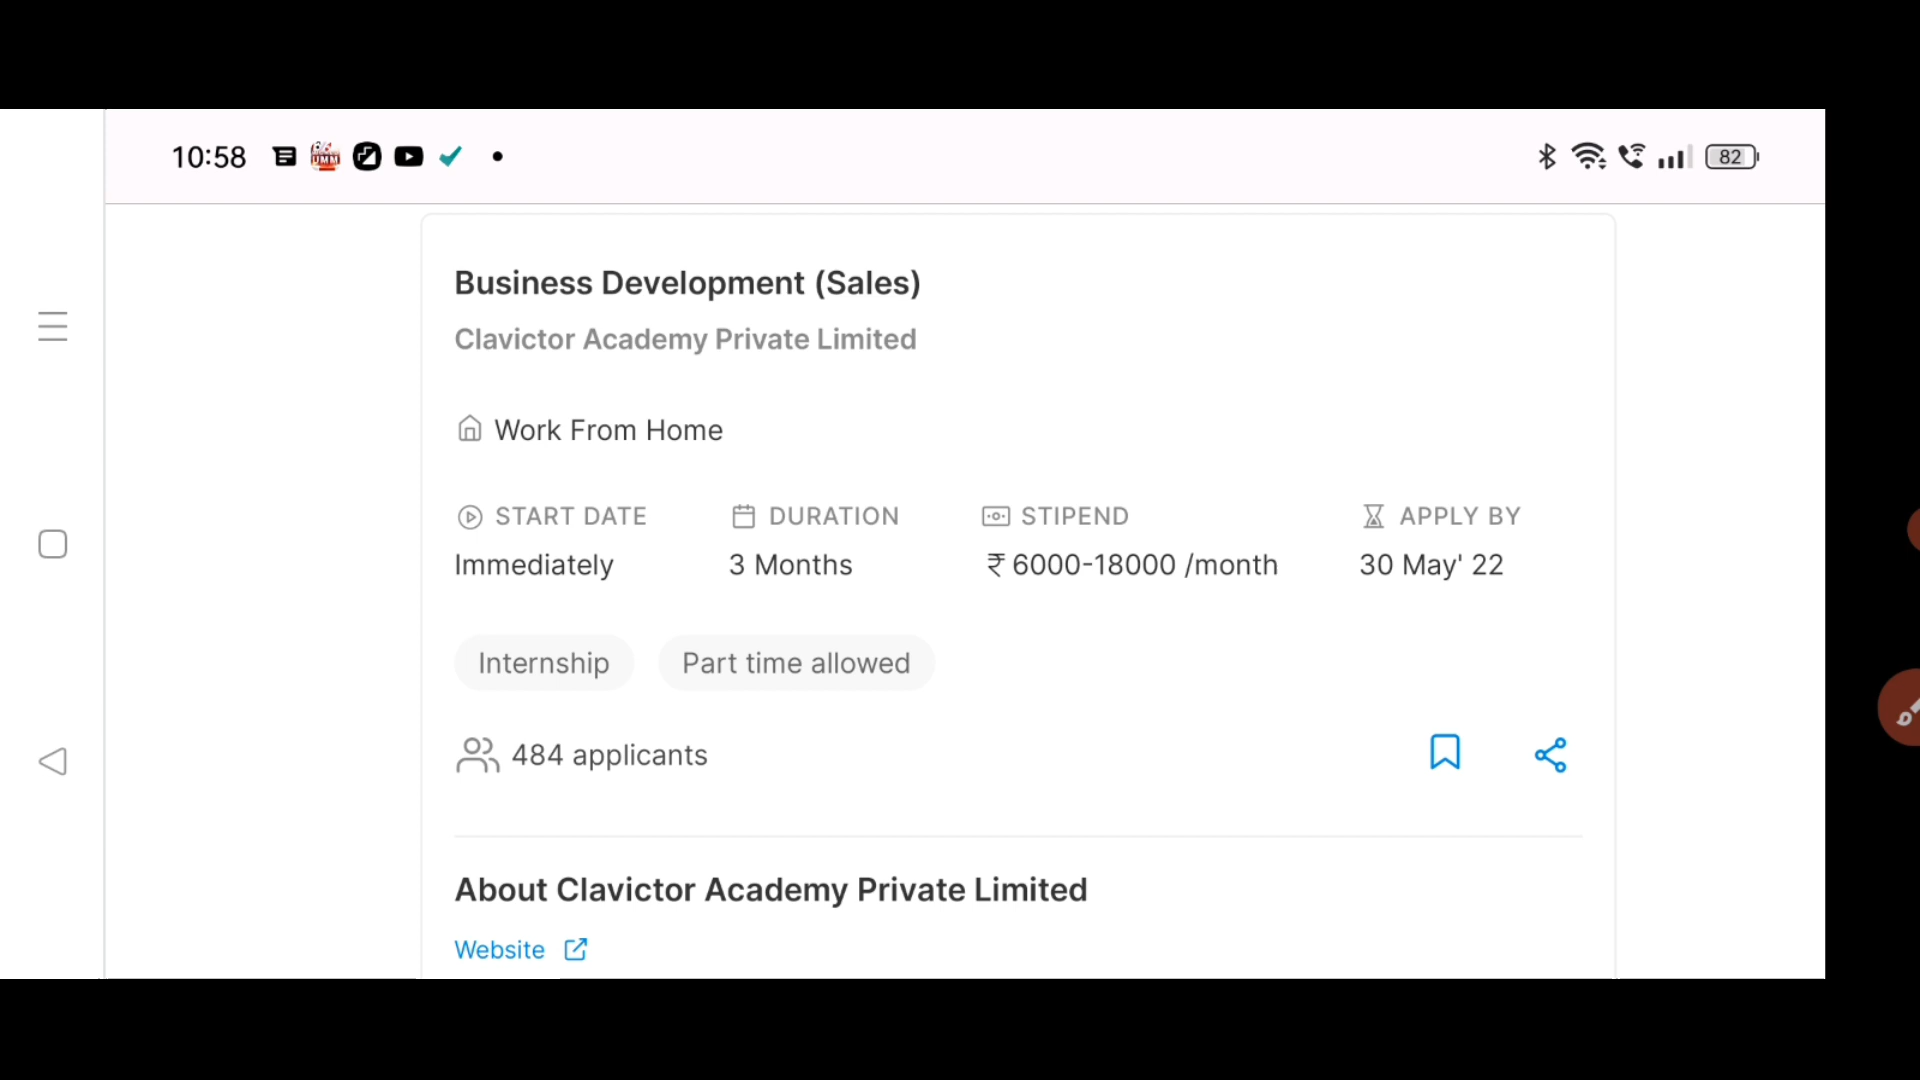 10:58
82
Business Development (Sales)
Clavictor Academy Private Limited
Work From Home
START DATE DURATION STIPEND APPLY BY
Immediately 3 Months ₹ 6000-18000 /month 30 May' 22
Internship Part time allowed
484 applicants
About Clavictor Academy Private Limited
Website